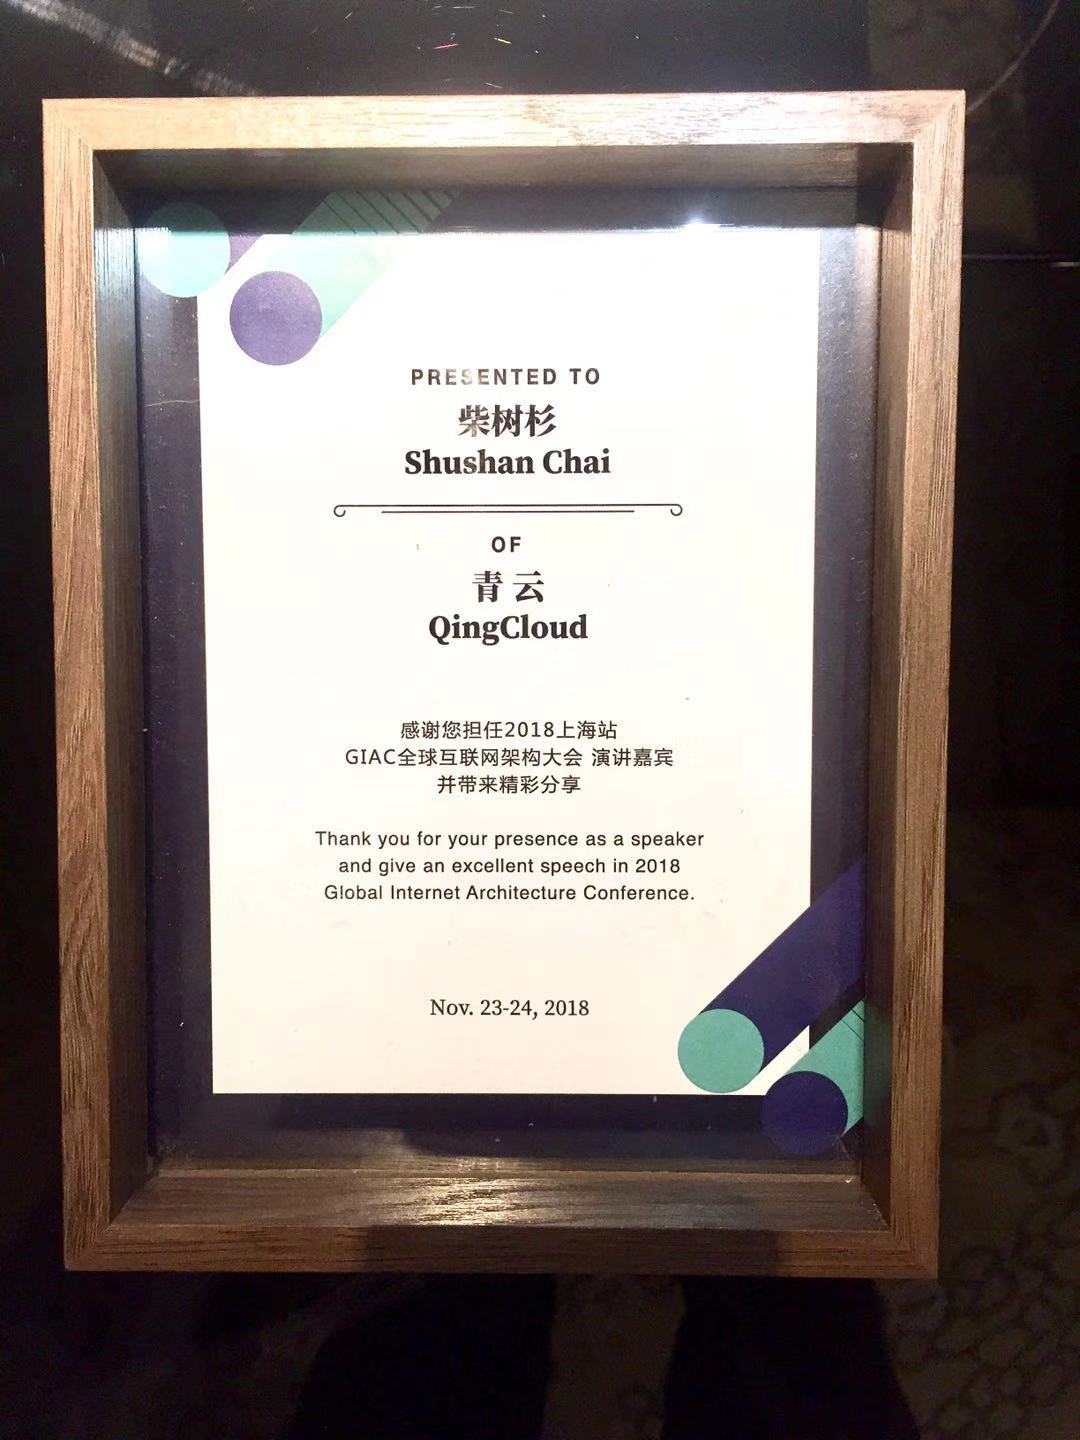 PRESENTED TO
柴树杉
Shushan Chai
OF
青云
QingCloud
感谢您担任2018上海站
GIAC全球互联网架构大会 演讲嘉宾
并带来精彩分享
Thank you for your presence as a speaker
and give an excellent speech in 2018
Global Internet Architecture Conference.
Nov. 23-24, 2018